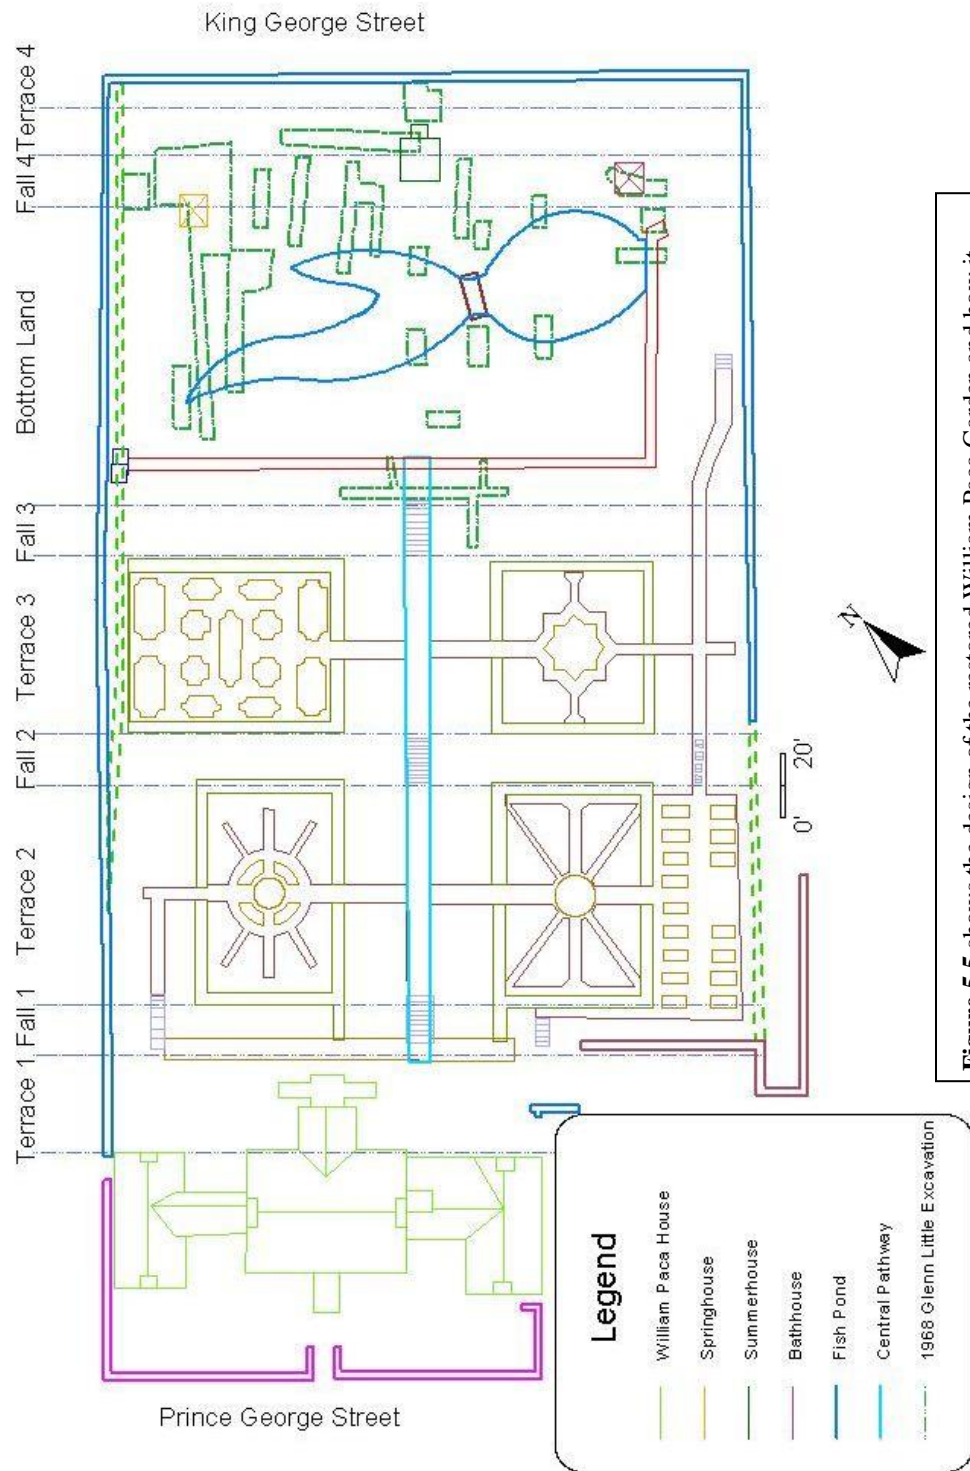 King George Street
Terrace 4
Fall 4
Bottom Land
Fall 3
Terrace 3
Fall 2
Terrace 2
Fall 1
Terrace 1
N
0' 20'
Prince George Street
Legend
William Paca House
Springhouse
Summerhouse
Bathhouse
Fish Pond
Central Pathway
1968 Glenn Little Excavation
Figure 5.5 shows the design of the restored William Paca Garden, and how it